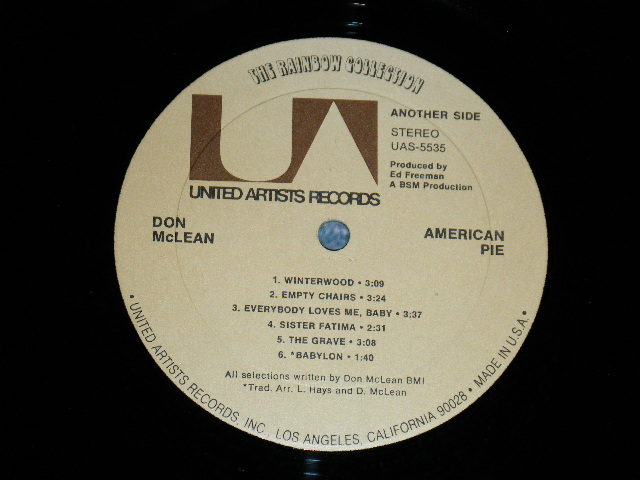 THE RAINBOW COLLECTION
UA
UNITED ARTISTS RECORDS
ANOTHER SIDE
STEREO
UAS-5535
Produced by
Ed Freeman
A BSM Production
DON
McLEAN
AMERICAN
PIE
1. WINTERWOOD • 3:09
2. EMPTY CHAIRS • 3:24
3. EVERYBODY LOVES ME, BABY • 3:37
4. SISTER FATIMA • 2:31
5. THE GRAVE • 3:08
6. *BABYLON • 1:40
All selections written by Don McLean BMI
*Trad. Arr. L. Hays and D. McLean
• UNITED ARTISTS RECORDS, INC., LOS ANGELES, CALIFORNIA 90028 • MADE IN U.S.A. •